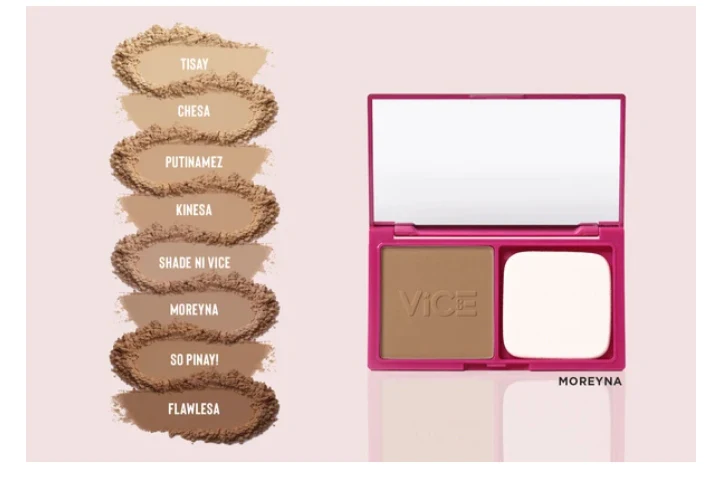 TISAY
CHESA
PUTINAMEZ
KINESA
SHADE NI VICE
MOREYNA
SO PINAY!
FLAWLESA
ViCE
MOREYNA